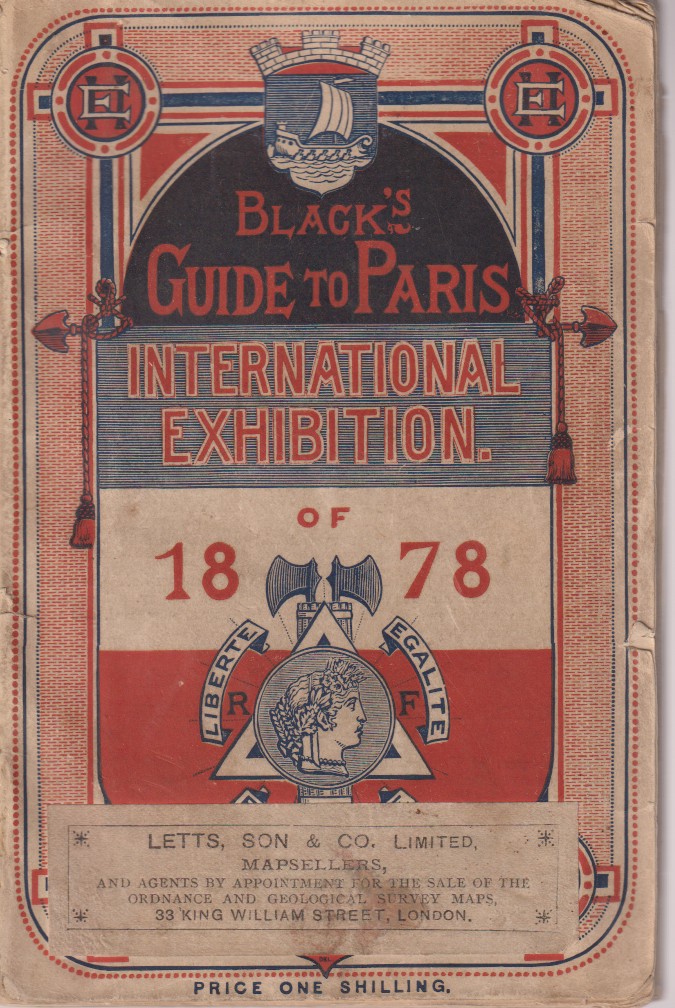 BLACK'S
GUIDE TO PARIS
INTERNATIONAL
EXHIBITION.
OF
18 78
LIBERTE
EGALITE
R F
LETTS, SON & CO. LIMITED,
MAPSELLERS,
AND AGENTS BY APPOINTMENT FOR THE SALE OF THE
ORDNANCE AND GEOLOGICAL SURVEY MAPS,
33 KING WILLIAM STREET, LONDON.
PRICE ONE SHILLING.